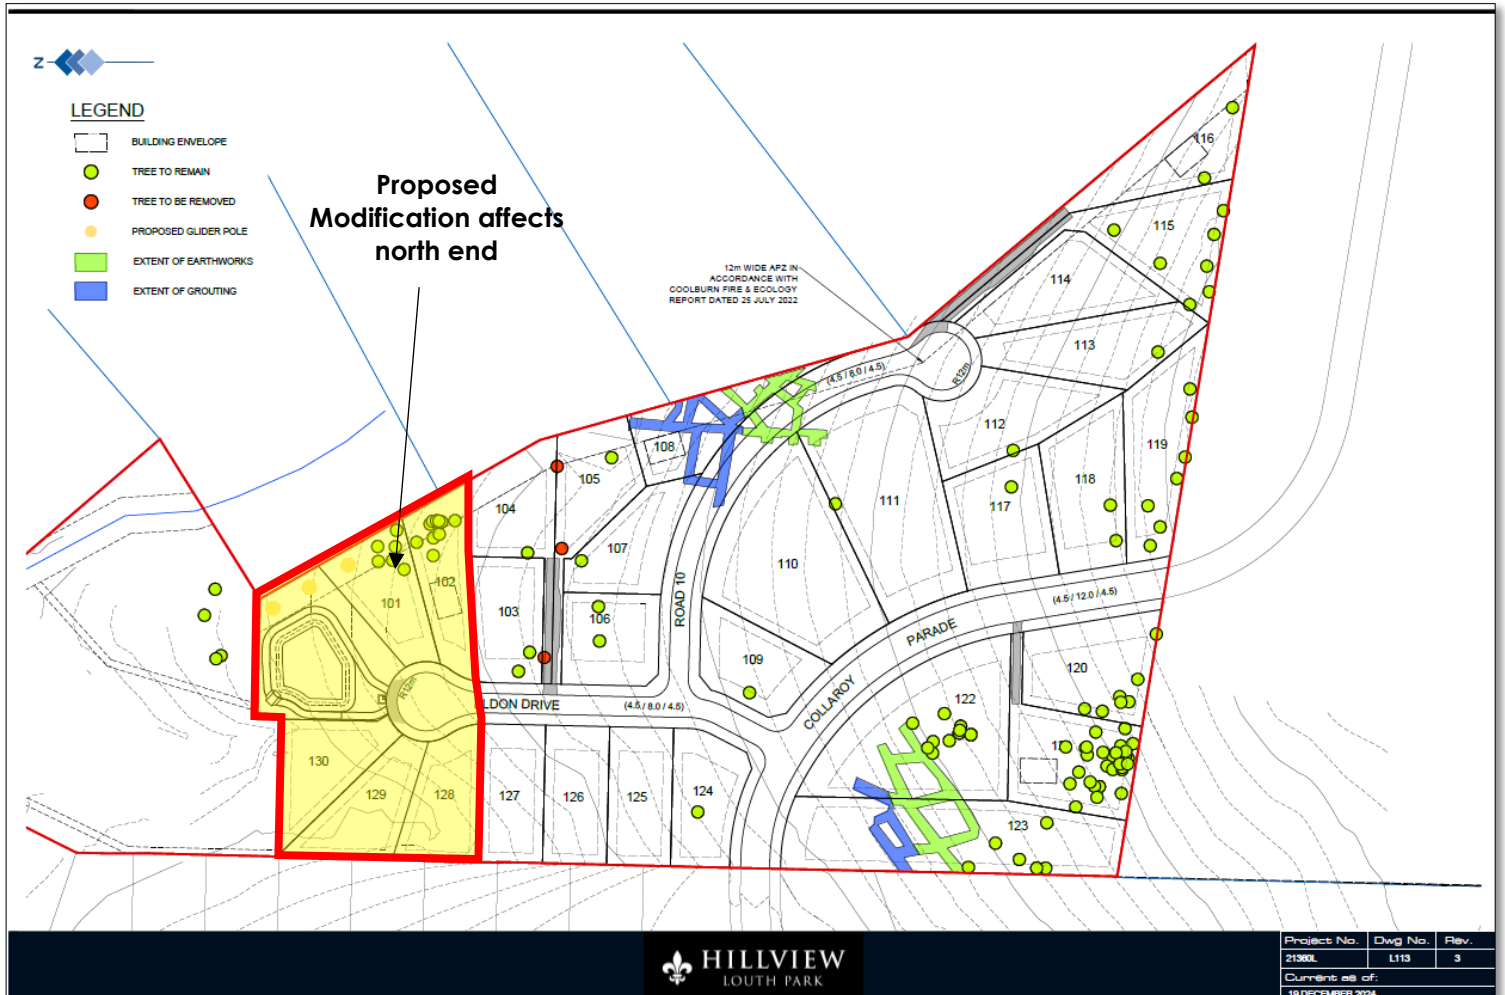 Z
LEGEND
BUILDING ENVELOPE
TREE TO REMAIN
TREE TO BE REMOVED
PROPOSED GLIDER POLE
EXTENT OF EARTHWORKS
EXTENT OF GROUTING
Proposed
Modification affects
north end
12m WIDE APZ IN
ACCORDANCE WITH
COOLBURN FIRE & ECOLOGY
REPORT DATED 25 JULY 2022
116
115
114
113
R12m
(4.5 / 8.0 / 4.5)
112
119
118
117
111
110
108
105
104
107
103
106
102
101
ROAD 10
109
COLLAROY
PARADE
(4.5 / 12.0 / 4.5)
120
122
123
R12m
LDON DRIVE
(4.5 / 8.0 / 4.5)
130
129
128
127
126
125
124
HILLVIEW
LOUTH PARK
Project No.
Dwg No.
Rev.
21360L
L113
3
Current as of:
19 DECEMBER 2024